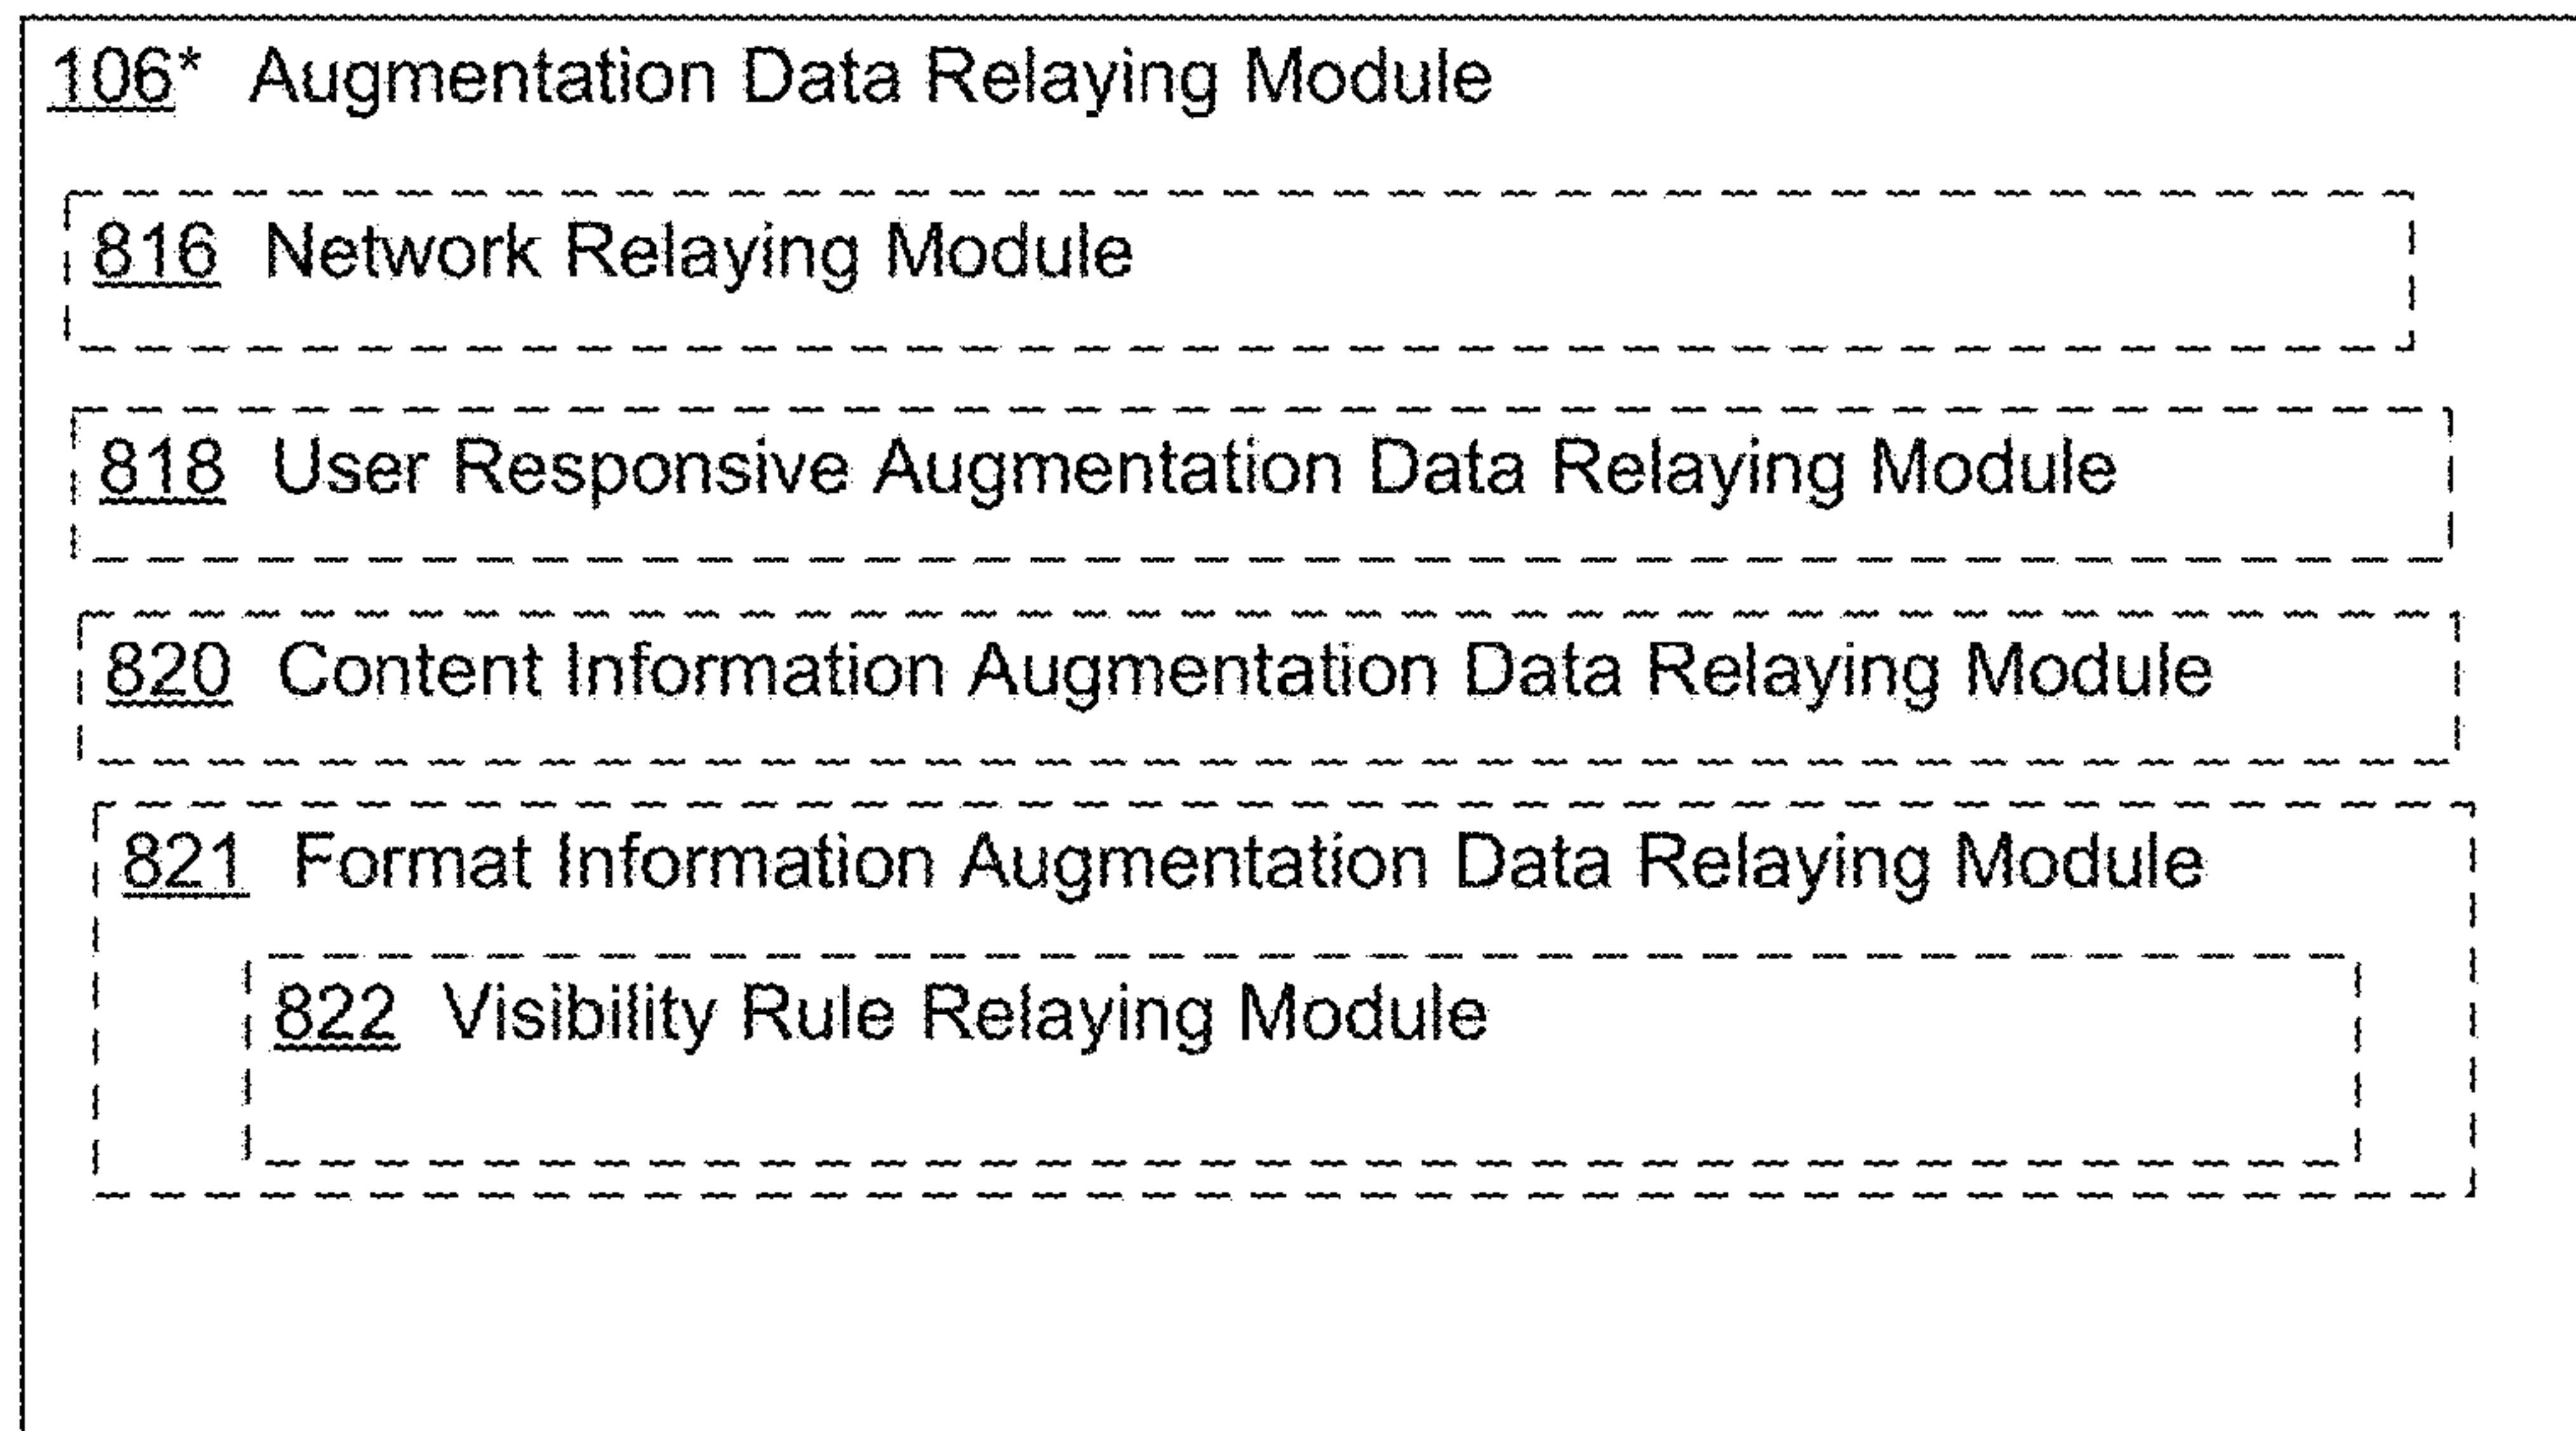 106* Augmentation Data Relaying Module
816 Network Relaying Module
818 User Responsive Augmentation Data Relaying Module
820 Content Information Augmentation Data Relaying Module
821 Format Information Augmentation Data Relaying Module
822 Visibility Rule Relaying Module